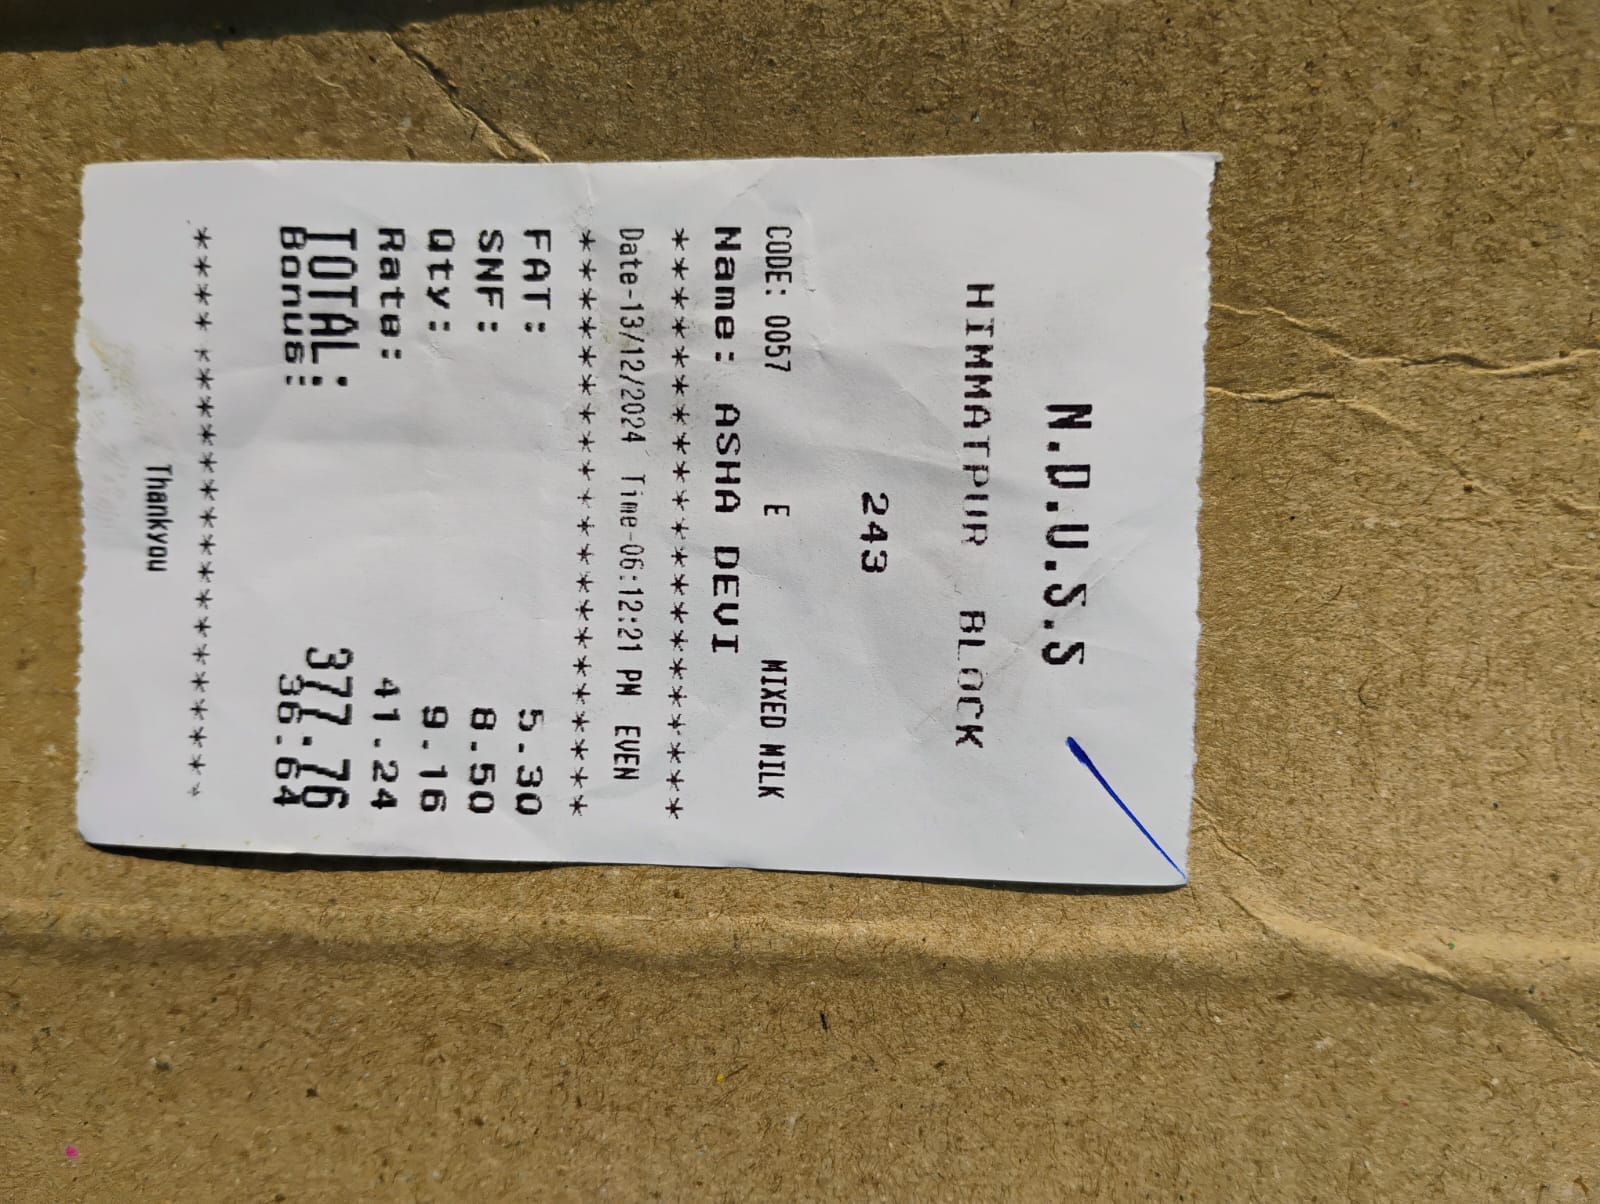 N.D.U.S.S
HIMMATPUR BLOCK
243
CODE: 0057 E MIXED MILK
Name: ASHA DEVI
*********************
Date-13/12/2024 Time-06:12:21 PM EVEN
*********************
FAT: 5.30
SNF: 8.50
Qty: 9.16
Rate: 41.24
TOTAL: 377.76
Bonus: 36.64
**** *****************
Thankyou